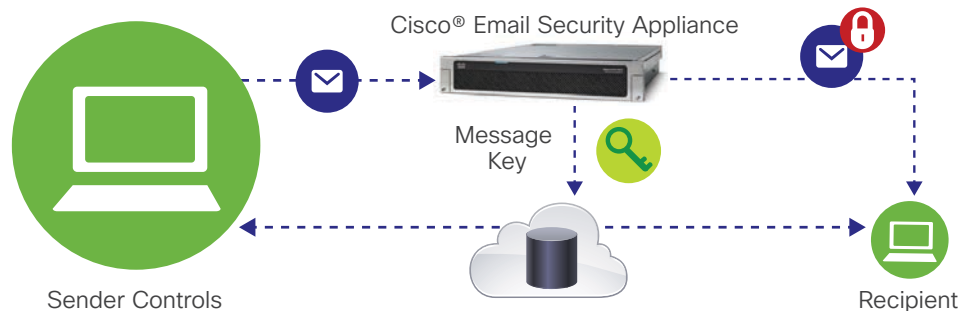 Cisco® Email Security Appliance
Message
Key
Sender Controls
Recipient